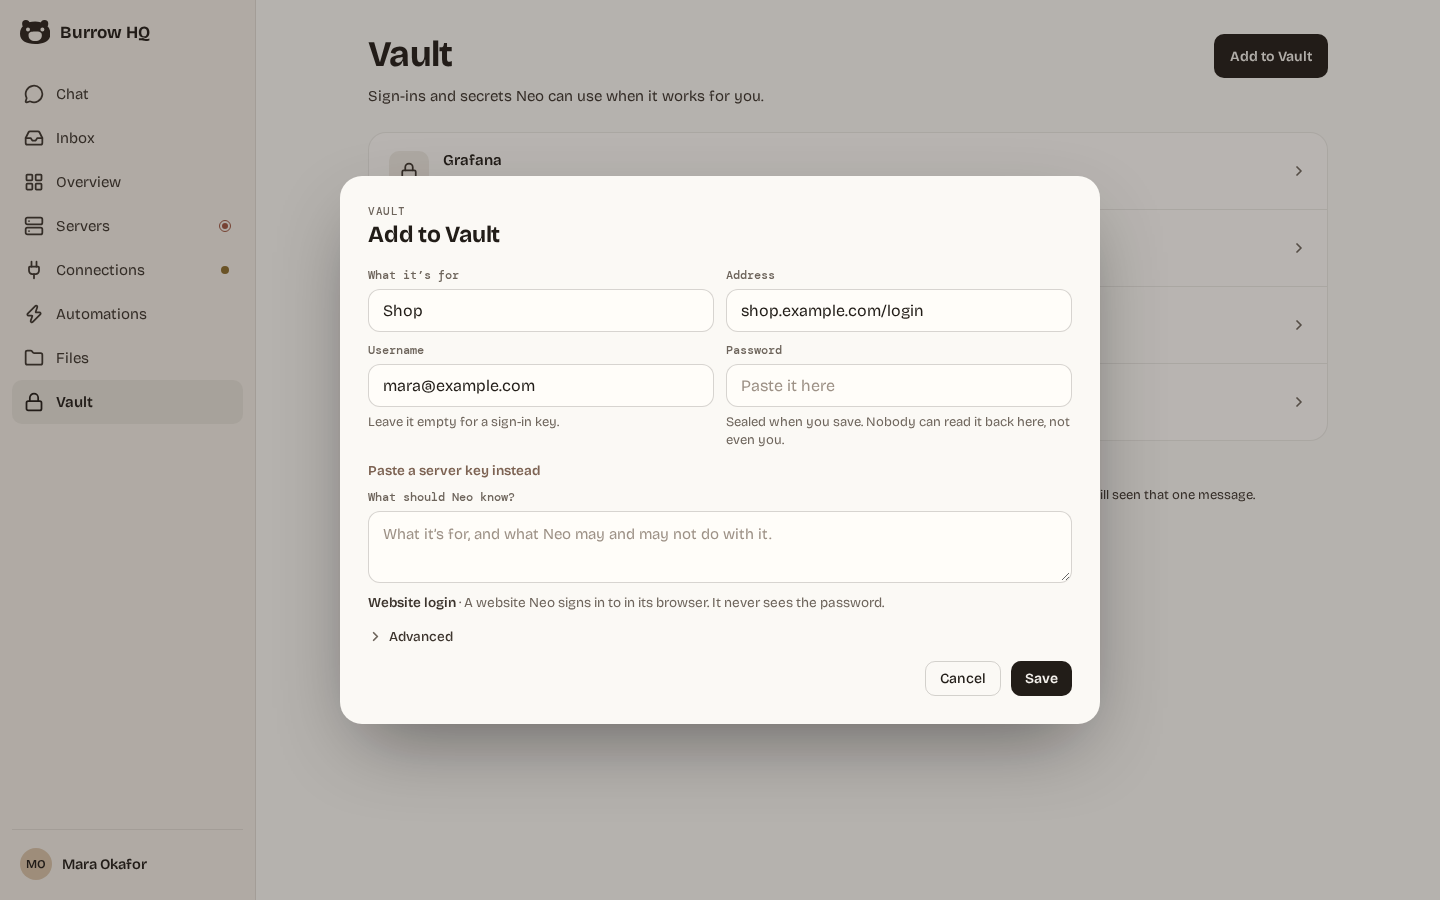 Burrow HQ
Chat
Inbox
Overview
Servers
Connections
Automations
Files
Vault
MO
Mara Okafor
Vault
Add to Vault
Sign-ins and secrets Neo can use when it works for you.
Grafana
VAULT
Add to Vault
What it's for
Address
Shop
shop.example.com/login
Username
Password
mara@example.com
Paste it here
Leave it empty for a sign-in key.
Sealed when you save. Nobody can read it back here, not
even you.
Paste a server key instead
What should Neo know?
seen that one message.
What it's for, and what Neo may and may not do with it.
Website login · A website Neo signs in to in its browser. It never sees the password.
Advanced
Cancel
Save